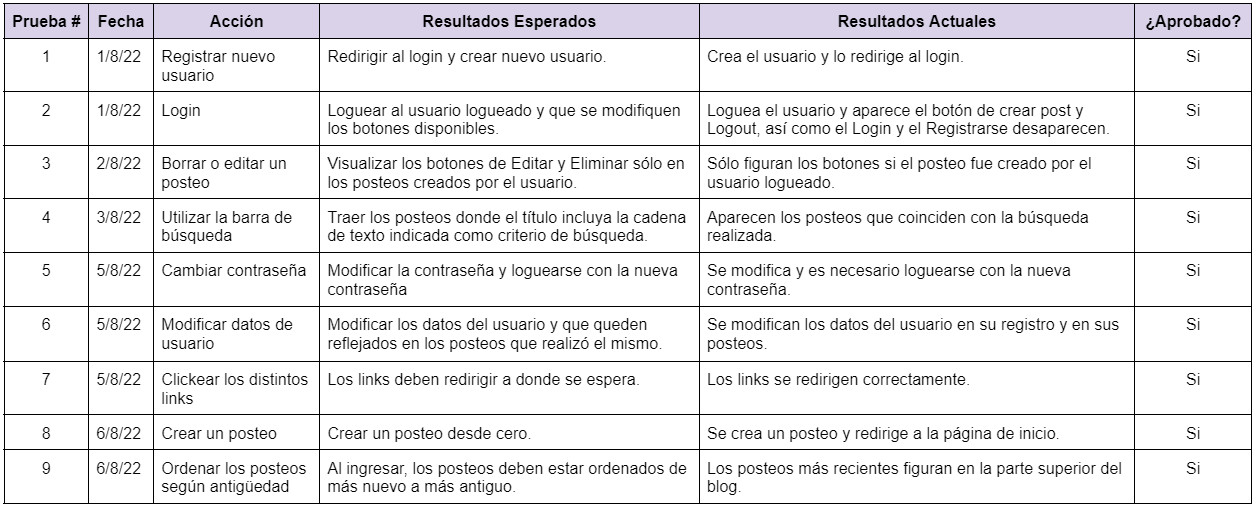 Prueba # Fecha Acción Resultados Esperados Resultados Actuales ¿Aprobado?
1 1/8/22 Registrar nuevo Redirigir al login y crear nuevo usuario. Crea el usuario y lo redirige al login. Si
usuario
2 1/8/22 Login Loguear al usuario logueado y que se modifiquen Loguea el usuario y aparece el botón de crear post y Si
los botones disponibles. Logout, así como el Login y el Registrarse desaparecen.
3 2/8/22 Borrar o editar un Visualizar los botones de Editar y Eliminar sólo en Sólo figuran los botones si el posteo fue creado por el Si
posteo los posteos creados por el usuario. usuario logueado.
4 3/8/22 Utilizar la barra de Traer los posteos donde el título incluya la cadena Aparecen los posteos que coinciden con la búsqueda Si
búsqueda de texto indicada como criterio de búsqueda. realizada.
5 5/8/22 Cambiar contraseña Modificar la contraseña y loguearse con la nueva Se modifica y es necesario loguearse con la nueva Si
contraseña contraseña.
6 5/8/22 Modificar datos de Modificar los datos del usuario y que queden Se modifican los datos del usuario en su registro y en sus Si
usuario reflejados en los posteos que realizó el mismo. posteos.
7 5/8/22 Clickear los distintos Los links deben redirigir a donde se espera. Los links se redirigen correctamente. Si
links
8 6/8/22 Crear un posteo Crear un posteo desde cero. Se crea un posteo y redirige a la página de inicio. Si
9 6/8/22 Ordenar los posteos Al ingresar, los posteos deben estar ordenados de Los posteos más recientes figuran en la parte superior del Si
según antigüedad más nuevo a más antiguo. blog.